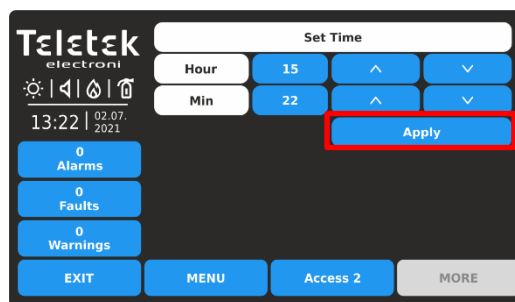 Teletek
electroni
13:22 | 02.07.
2021
0
Alarms
0
Faults
0
Warnings
Set Time
Hour 15
Min 22
Apply
EXIT MENU Access 2 MORE